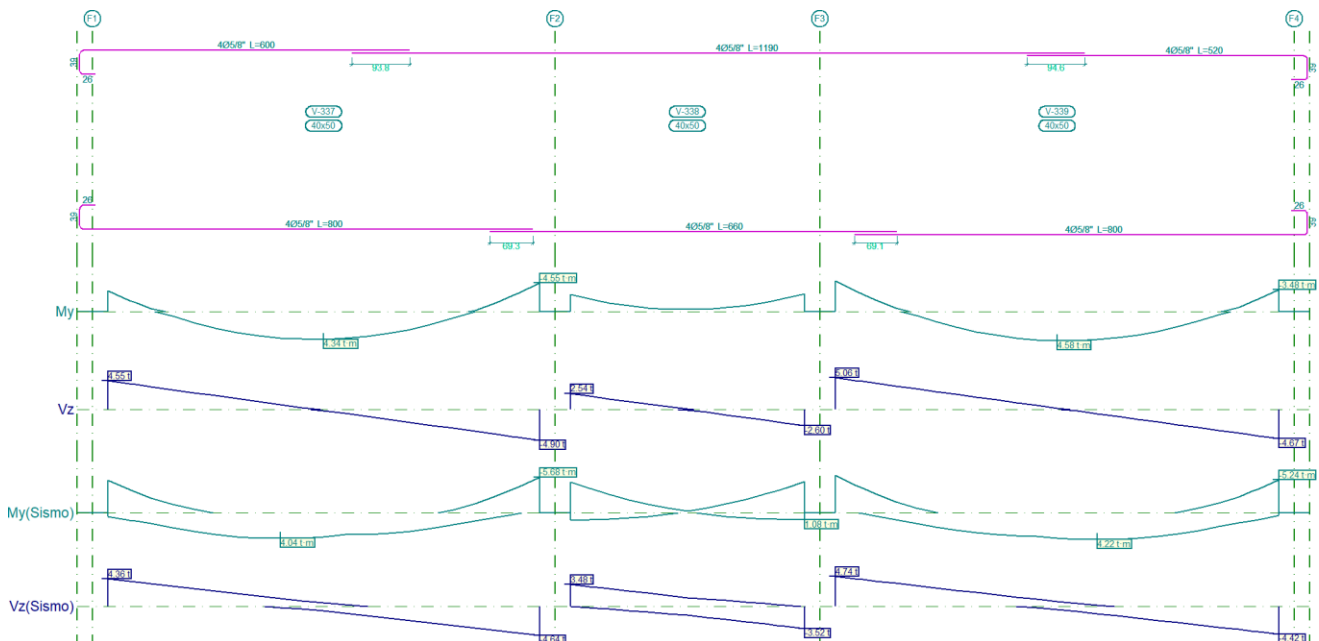 F1 F2 F3 F4
4Ø5/8" L=600 4Ø5/8" L=1190 4Ø5/8" L=520
39 26 93.8 94.6 26 39
V-337 V-338 V-339
40x50 40x50 40x50
39 26 26 39
4Ø5/8" L=800 4Ø5/8" L=660 4Ø5/8" L=800
69.3 69.1
-4.55 t·m -3.48 t·m
My
4.34 t·m 4.58 t·m
4.55 t 2.54 t 5.06 t
Vz
-4.90 t -2.60 t -4.67 t
-5.68 t·m -5.24 t·m
My(Sismo)
4.04 t·m 1.08 t·m 4.22 t·m
4.36 t 3.48 t 4.74 t
Vz(Sismo)
-4.64 t -3.52 t -4.42 t